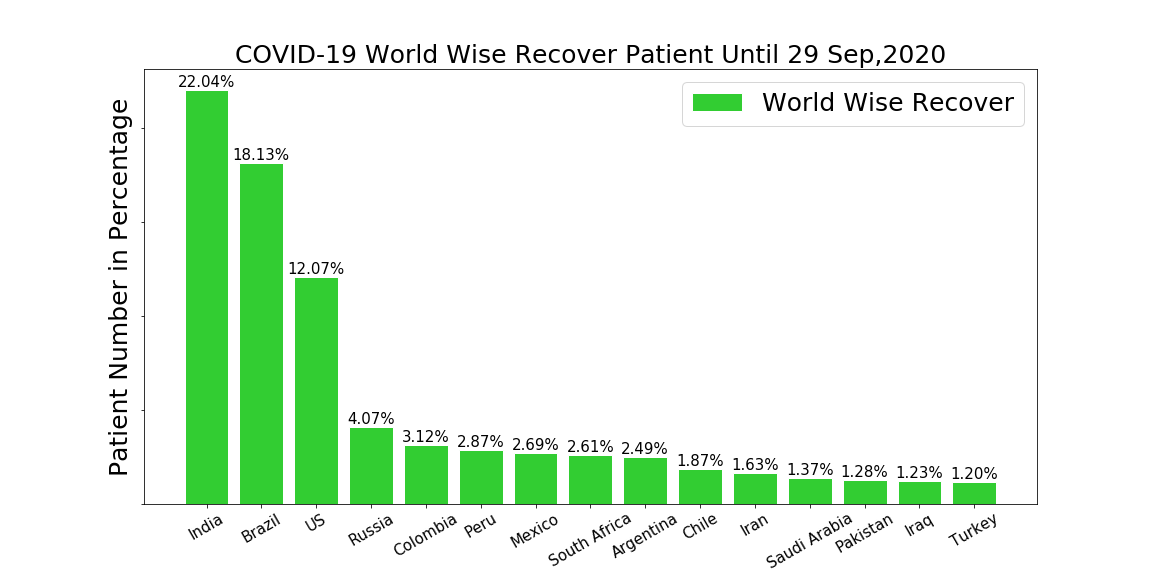 COVID-19 World Wise Recover Patient Until 29 Sep,2020
World Wise Recover
Patient Number in Percentage
22.04%
18.13%
12.07%
4.07%
3.12%
2.87%
2.69%
2.61%
2.49%
1.87%
1.63%
1.37%
1.28%
1.23%
1.20%
India
Brazil
US
Russia
Colombia
Peru
Mexico
South Africa
Argentina
Chile
Iran
Saudi Arabia
Pakistan
Iraq
Turkey